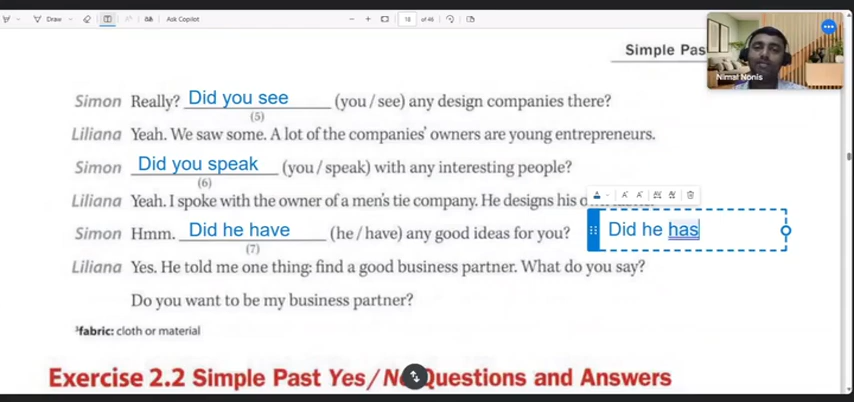 Draw
Ask Copilot
18 of 46
Simple Pas
Nimal Nonis
Simon Really? Did you see (you / see) any design companies there?
(5)
Liliana Yeah. We saw some. A lot of the companies' owners are young entrepreneurs.
Simon Did you speak (you / speak) with any interesting people?
(6)
Liliana Yeah. I spoke with the owner of a men's tie company. He designs his
Simon Hmm. Did he have (he / have) any good ideas for you? Did he has
(7)
Liliana Yes. He told me one thing: find a good business partner. What do you say?
Do you want to be my business partner?
³fabric: cloth or material
Exercise 2.2 Simple Past Yes / No Questions and Answers